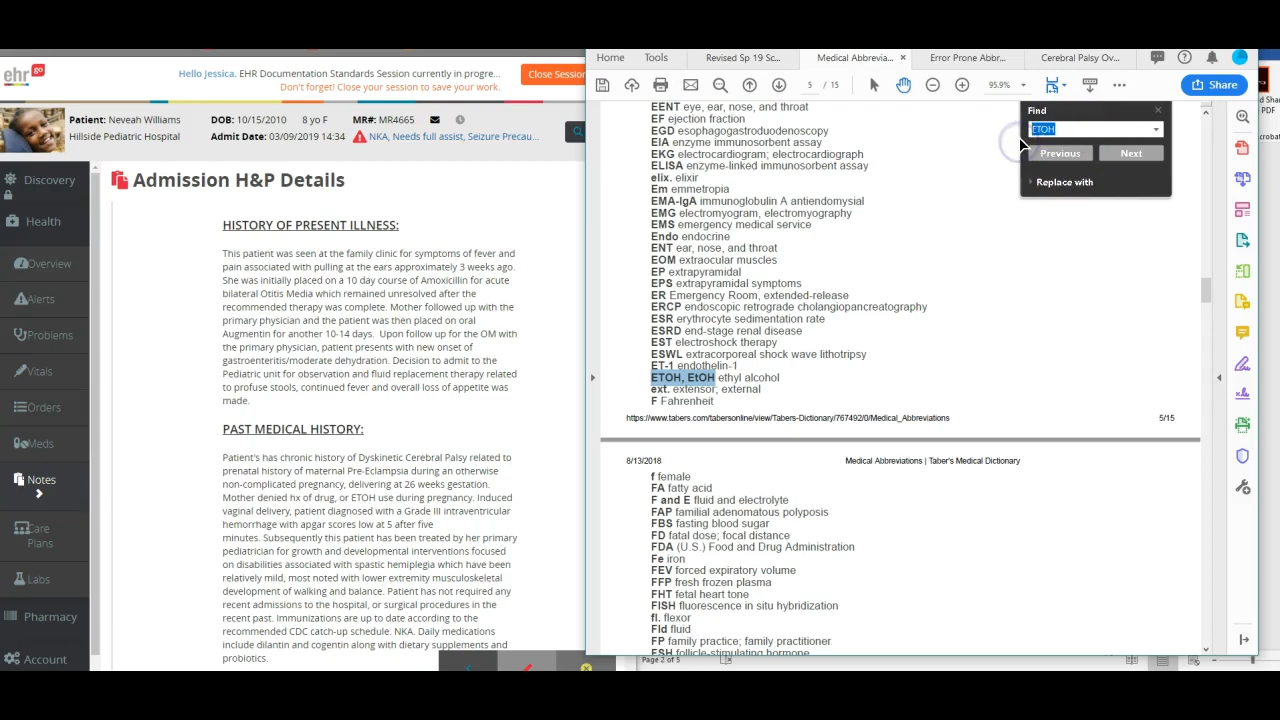 ehr go
Hello Jessica. EHR Documentation Standards Session currently in progre...
Don't forget! Close your session to save your work.
Close Session
Patient: Neveah Williams
Hillside Pediatric Hospital
DOB: 10/15/2010
8 yo F
MR#: MR4665
Admit Date: 03/09/2019 14:34
NKA, Needs full assist, Seizure Precau...
Discovery
Health
Overview
Alerts
Problems
Vitals
Orders
Meds
Notes
Care
Plans
Labs
Pharmacy
Account
Admission H&P Details
HISTORY OF PRESENT ILLNESS:
This patient was seen at the family clinic for symptoms of fever and
pain associated with pulling at the ears approximately 3 weeks ago.
She was initially placed on a 10 day course of Amoxicillin for acute
bilateral Otitis Media which remained unresolved after the
recommended therapy was complete. Mother followed up with the
primary physician and the patient was then placed on oral
Augmentin for another 10-14 days. Upon follow up for the OM with
the primary physician, patient presents with new onset of
gastroenteritis/moderate dehydration. Decision to admit to the
Pediatric unit for observation and fluid replacement therapy related
to profuse stools, continued fever and overall loss of appetite was
made.
PAST MEDICAL HISTORY:
Patient's has chronic history of Dyskinetic Cerebral Palsy related to
prenatal history of maternal Pre-Eclampsia during an otherwise
non-complicated pregnancy, delivering at 26 weeks gestation.
Mother denied hx of drug, or ETOH use during pregnancy. Induced
vaginal delivery, patient diagnosed with a Grade III intraventricular
hemorrhage with apgar scores low at 5 after five
minutes. Subsequently this patient has been treated by her primary
pediatrician for growth and developmental interventions focused
on disabilities associated with spastic hemiplegia which have been
relatively mild, most noted with lower extremity musculoskeletal
development of walking and balance. Patient has not required any
recent admissions to the hospital, or surgical procedures in the
recent past. Immunizations are up to date according to the
recommended CDC catch-up schedule. NKA. Daily medications
include dilantin and cogentin along with dietary supplements and
probiotics.
Home
Tools
Revised Sp 19 Sc...
Medical Abbrevia...
Error Prone Abbr...
Cerebral Palsy Ov...
5 / 15
95.9%
Share
Find
ETOH
Previous
Next
Replace with
EENT eye, ear, nose, and throat
EF ejection fraction
EGD esophagogastroduodenoscopy
EIA enzyme immunosorbent assay
EKG electrocardiogram; electrocardiograph
ELISA enzyme-linked immunosorbent assay
elix. elixir
Em emmetropia
EMA-IgA immunoglobulin A antiendomysial
EMG electromyogram, electromyography
EMS emergency medical service
Endo endocrine
ENT ear, nose, and throat
EOM extraocular muscles
EP extrapyramidal
EPS extrapyramidal symptoms
ER Emergency Room, extended-release
ERCP endoscopic retrograde cholangiopancreatography
ESR erythrocyte sedimentation rate
ESRD end-stage renal disease
EST electroshock therapy
ESWL extracorporeal shock wave lithotripsy
ET-1 endothelin-1
ETOH, EtOH ethyl alcohol
ext. extensor; external
F Fahrenheit
https://www.tabers.com/tabersonline/view/Tabers-Dictionary/767492/0/Medical_Abbreviations
5/15
8/13/2018
Medical Abbreviations | Taber's Medical Dictionary
f female
FA fatty acid
F and E fluid and electrolyte
FAP familial adenomatous polyposis
FBS fasting blood sugar
FD fatal dose; focal distance
FDA (U.S.) Food and Drug Administration
Fe iron
FEV forced expiratory volume
FFP fresh frozen plasma
FHT fetal heart tone
FISH fluorescence in situ hybridization
fl. flexor
Fld fluid
FP family practice; family practitioner
FSH follicle-stimulating hormone
Page 2 of 5